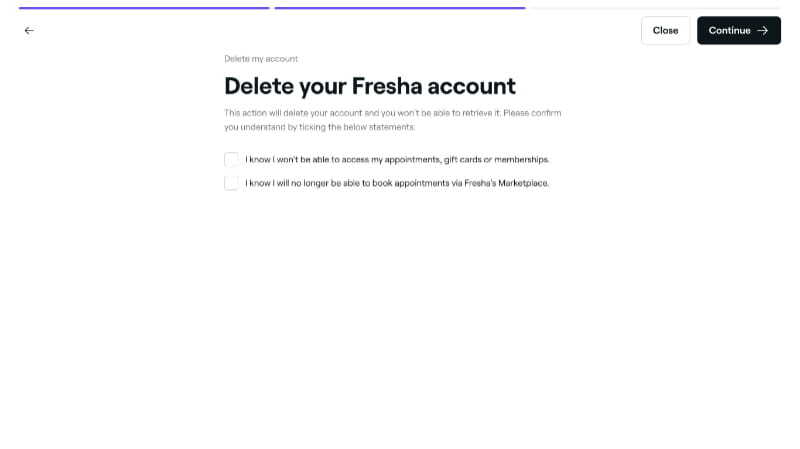 Close
Continue
Delete my account
Delete your Fresha account
This action will delete your account and you won't be able to retrieve it. Please confirm
you understand by ticking the below statements.
I know I won't be able to access my appointments, gift cards or memberships.
I know I will no longer be able to book appointments via Fresha's Marketplace.